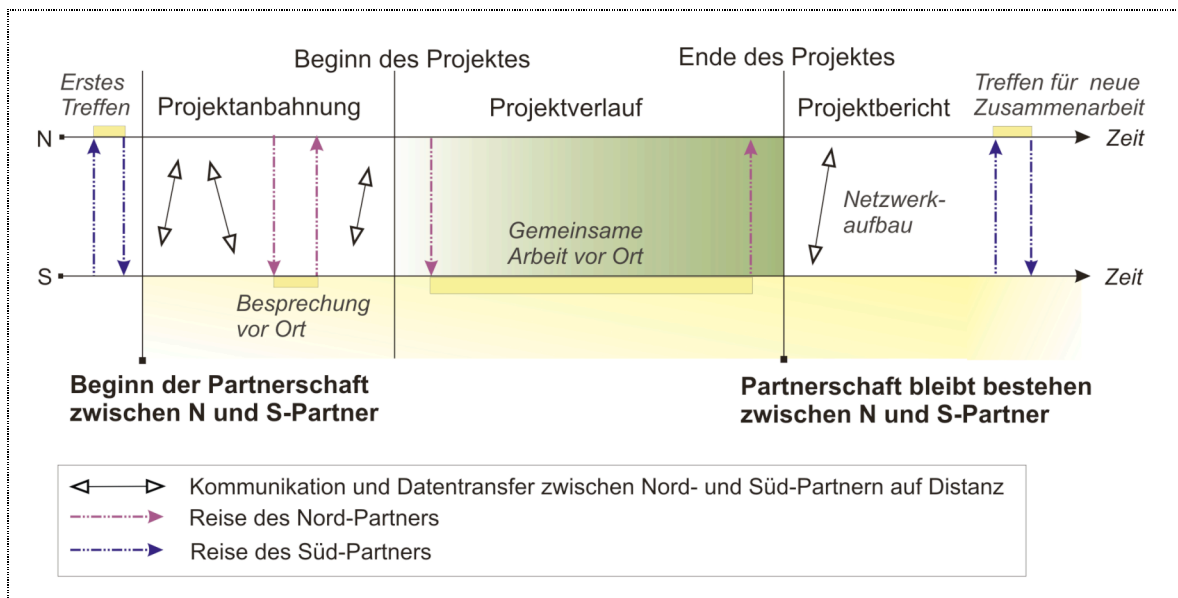 Beginn des Projektes
Ende des Projektes
Erstes
Treffen
Projektanbahnung
Projektverlauf
Projektbericht
Treffen für neue
Zusammenarbeit
N
Zeit
Netzwerk-
aufbau
Gemeinsame
Arbeit vor Ort
S
Zeit
Besprechung
vor Ort
Beginn der Partnerschaft
zwischen N und S-Partner
Partnerschaft bleibt bestehen
zwischen N und S-Partner
Kommunikation und Datentransfer zwischen Nord- und Süd-Partnern auf Distanz
Reise des Nord-Partners
Reise des Süd-Partners